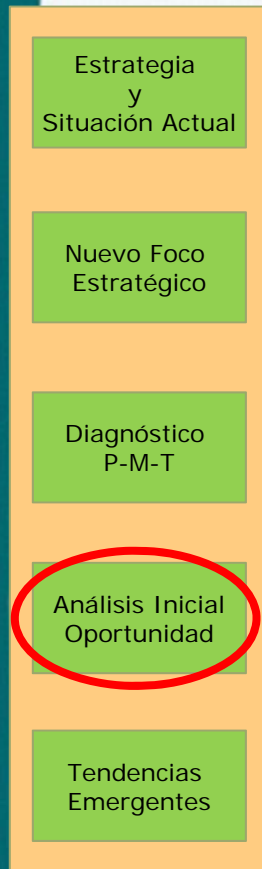 Estrategia
y
Situación Actual
Nuevo Foco
Estratégico
Diagnóstico
P-M-T
Análisis Inicial
Oportunidad
Tendencias
Emergentes